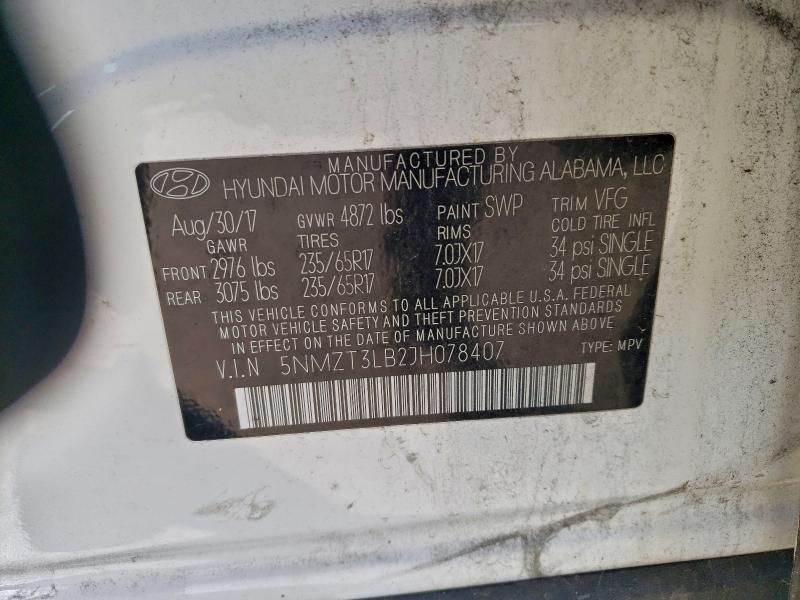 MANUFACTURED BY
HYUNDAI MOTOR MANUFACTURING ALABAMA, LLC
Aug/30/17 GVWR 4872 lbs PAINT SWP TRIM VFG
GAWR TIRES RIMS COLD TIRE INFL
FRONT 2976 lbs 235/65R17 7.0JX17 34 psi SINGLE
REAR 3075 lbs 235/65R17 7.0JX17 34 psi SINGLE
THIS VEHICLE CONFORMS TO ALL APPLICABLE U.S.A. FEDERAL
MOTOR VEHICLE SAFETY AND THEFT PREVENTION STANDARDS
IN EFFECT ON THE DATE OF MANUFACTURE SHOWN ABOVE
V.I.N 5NMZT3LB2JH078407 TYPE: MPV